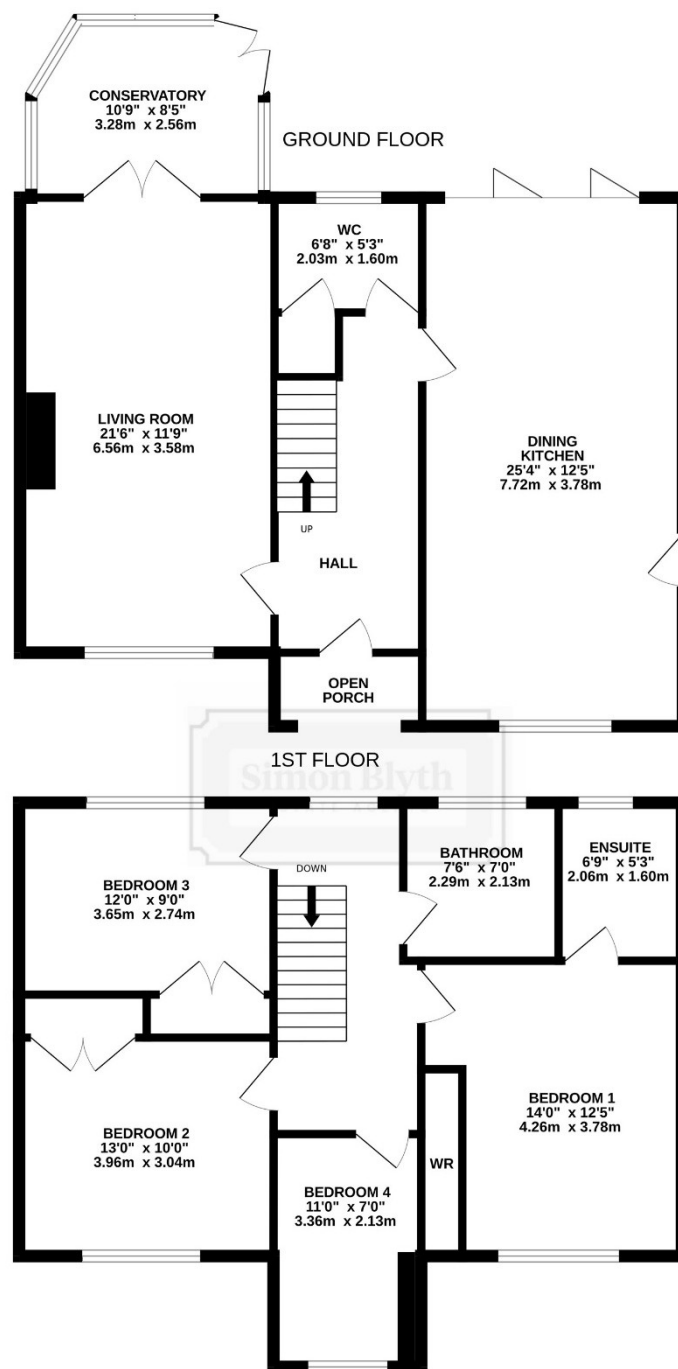 CONSERVATORY
10'9" x 8'5"
3.28m x 2.56m
GROUND FLOOR
WC
6'8" x 5'3"
2.03m x 1.60m
LIVING ROOM
21'6" x 11'9"
6.56m x 3.58m
DINING
KITCHEN
25'4" x 12'5"
7.72m x 3.78m
UP
HALL
OPEN
PORCH
Simon Blyth
1ST FLOOR
BEDROOM 3
12'0" x 9'0"
3.65m x 2.74m
DOWN
BATHROOM
7'6" x 7'0"
2.29m x 2.13m
ENSUITE
6'9" x 5'3"
2.06m x 1.60m
BEDROOM 2
13'0" x 10'0"
3.96m x 3.04m
BEDROOM 1
14'0" x 12'5"
4.26m x 3.78m
WR
BEDROOM 4
11'0" x 7'0"
3.36m x 2.13m